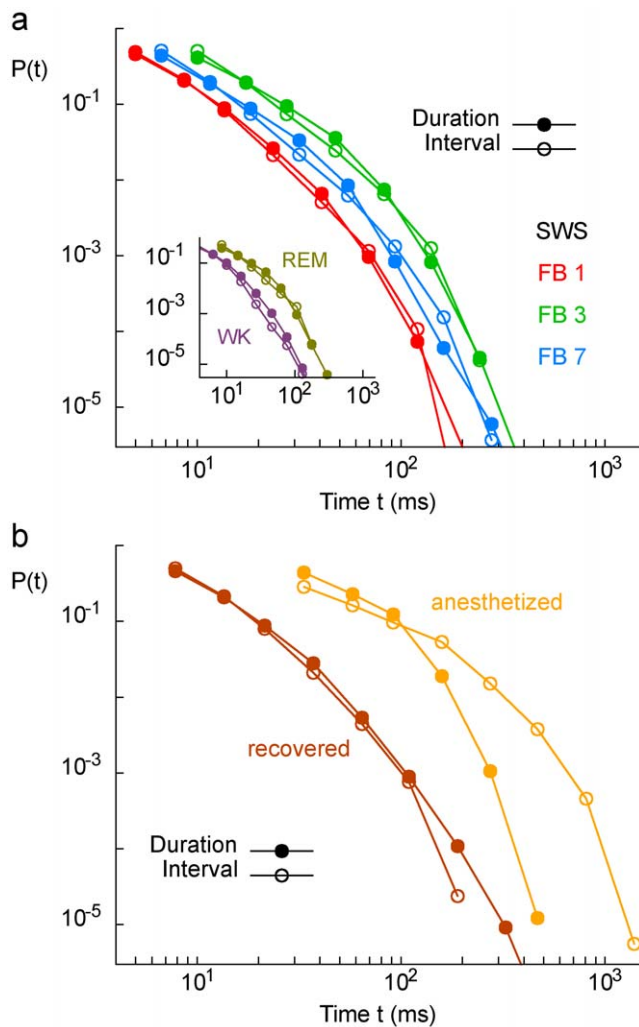 a
P(t)
10^-1
10^-3
10^-5
Duration
Interval
SWS
FB 1
FB 3
FB 7
10^-1
10^-3
10^-5
REM
WK
10^1
10^2
10^3
10^1
10^2
10^3
Time t (ms)
b
P(t)
10^-1
10^-3
10^-5
anesthetized
recovered
Duration
Interval
10^1
10^2
10^3
Time t (ms)